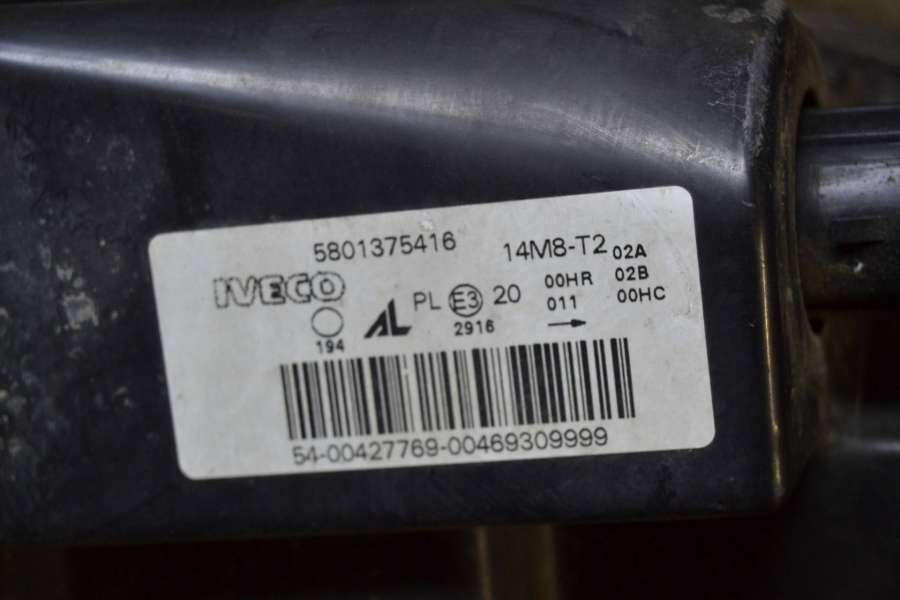 5801375416 14M8-T2 02A
IVECO PL E3 20 00HR 02B
011 00HC
194 AL 2916
54-00427769-00469309999